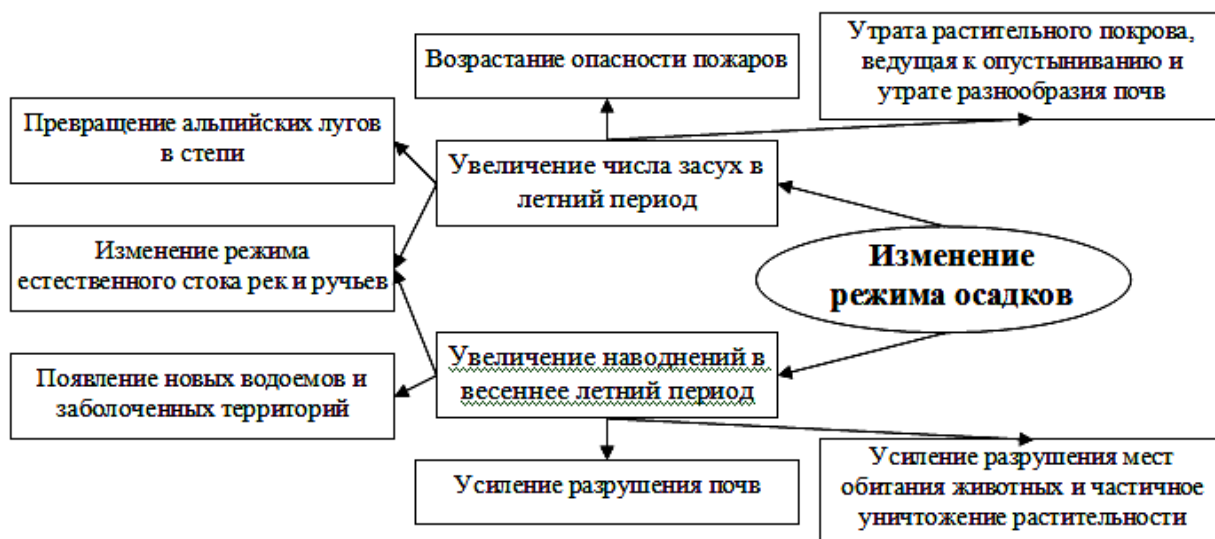 Возрастание опасности пожаров
Утрата растительного покрова,
ведущая к опустыниванию и
утрате разнообразия почв
Превращение альпийских лугов
в степи
Увеличение числа засух в
летний период
Изменение режима
естественного стока рек и ручьев
Изменение
режима осадков
Увеличение наводнений в
весеннее летний период
Появление новых водоемов и
заболоченных территорий
Усиление разрушения почв
Усиление разрушения мест
обитания животных и частичное
уничтожение растительности